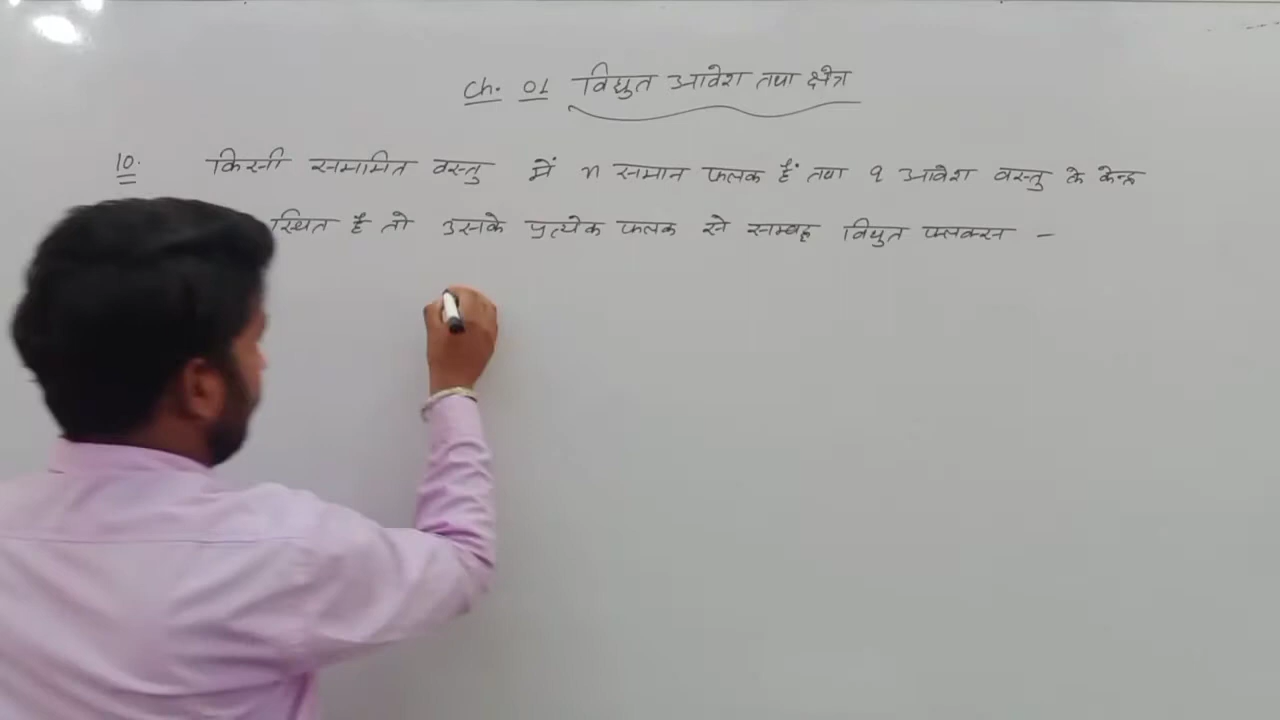 Ch. 01 विद्युत आवेश तथा क्षेत्र
10. किसी सममित वस्तु में n समान फलक हैं तथा q आवेश वस्तु के केन्द्र
स्थित है तो उसके प्रत्येक फलक से सम्बद्ध विद्युत फ्लक्स -